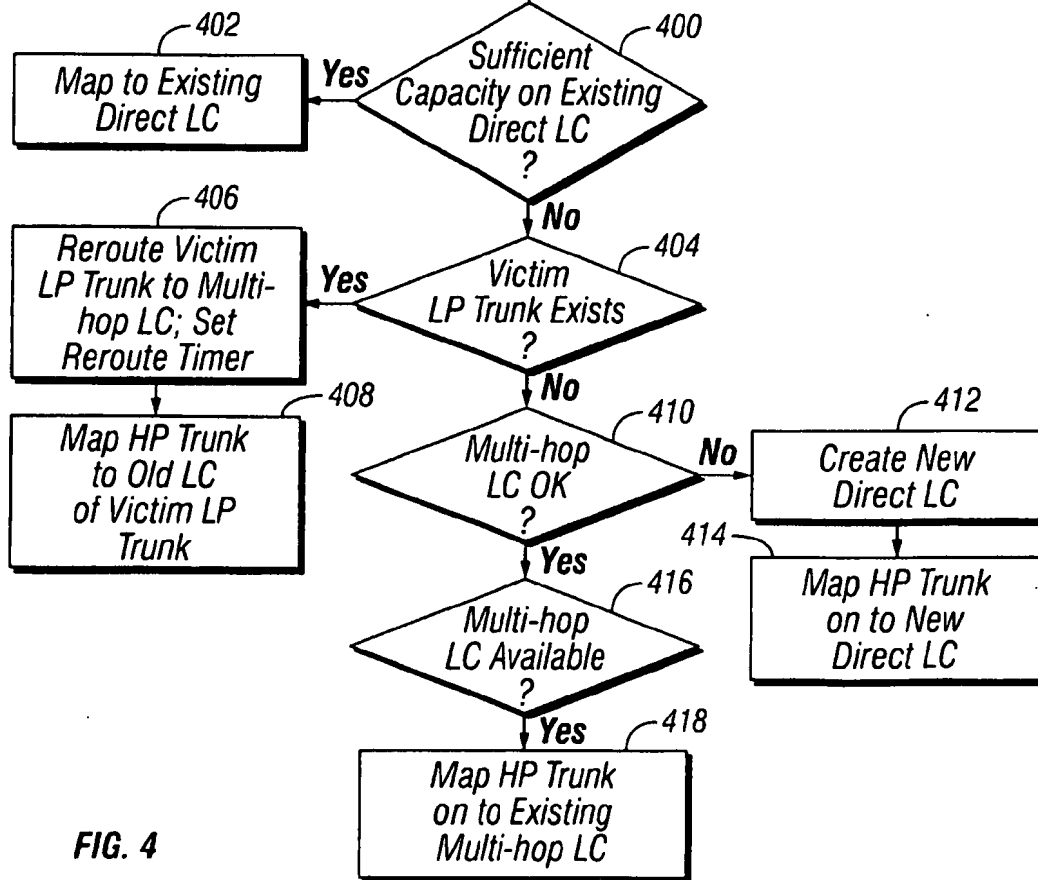 400
Sufficient
Capacity on Existing
Direct LC
?
Yes
402
Map to Existing
Direct LC
No
404
Victim
LP Trunk Exists
?
Yes
406
Reroute Victim
LP Trunk to Multi-
hop LC; Set
Reroute Timer
408
Map HP Trunk
to Old LC
of Victim LP
Trunk
No
410
Multi-hop
LC OK
?
No
412
Create New
Direct LC
414
Map HP Trunk
on to New
Direct LC
Yes
416
Multi-hop
LC Available
?
Yes
418
Map HP Trunk
on to Existing
Multi-hop LC
FIG. 4